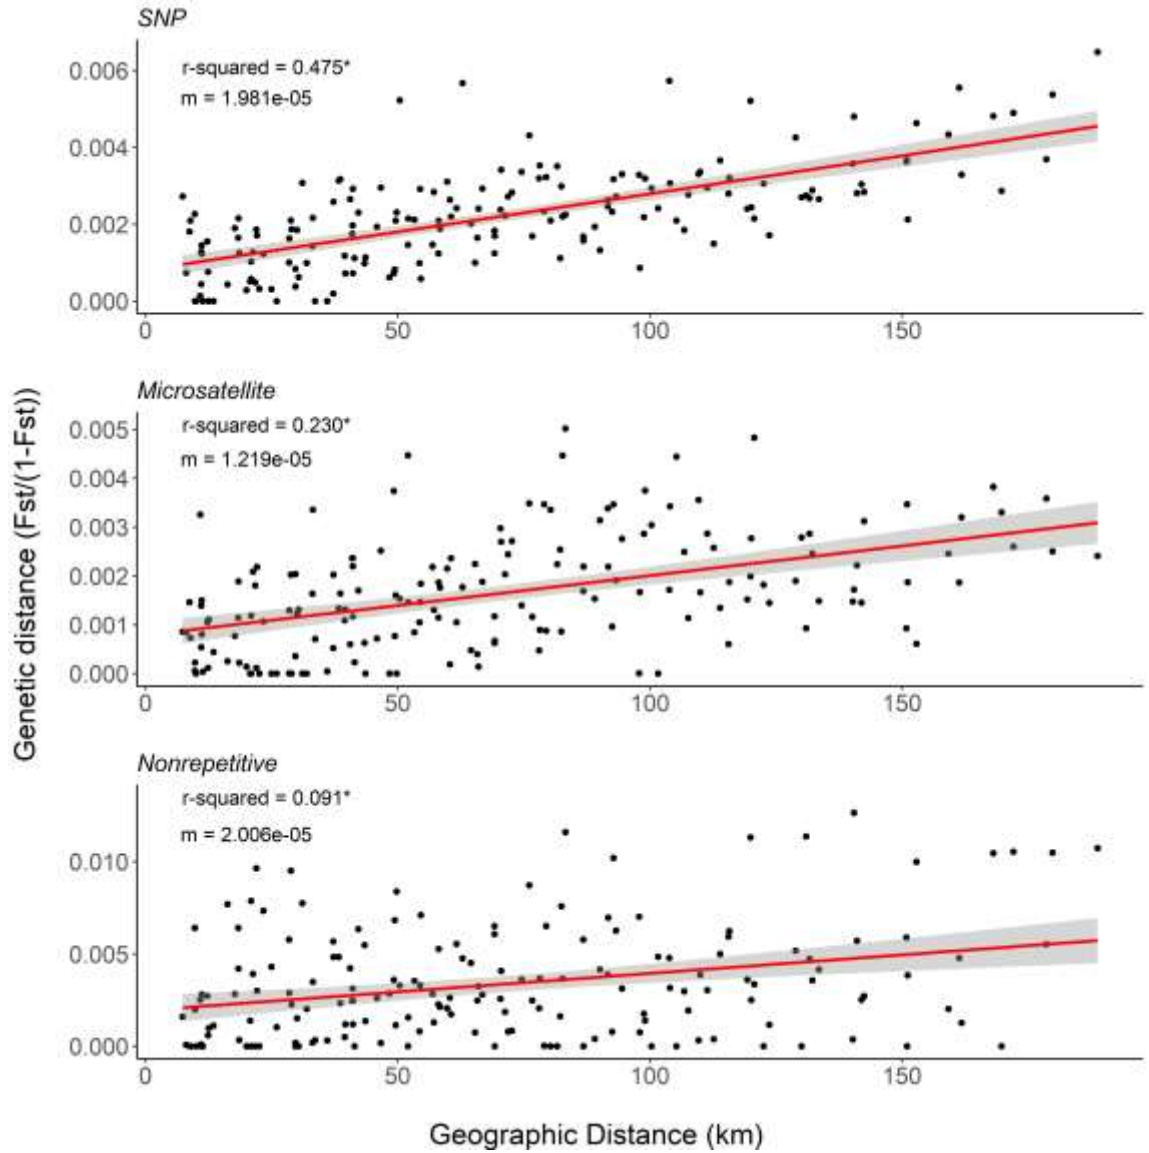 SNP
r-squared = 0.475*
m = 1.981e-05
0.006
0.004
0.002
0.000
0 50 100 150
Microsatellite
r-squared = 0.230*
m = 1.219e-05
0.005
0.004
0.003
0.002
0.001
0.000
0 50 100 150
Genetic distance (Fst/(1-Fst))
Nonrepetitive
r-squared = 0.091*
m = 2.006e-05
0.010
0.005
0.000
0 50 100 150
Geographic Distance (km)